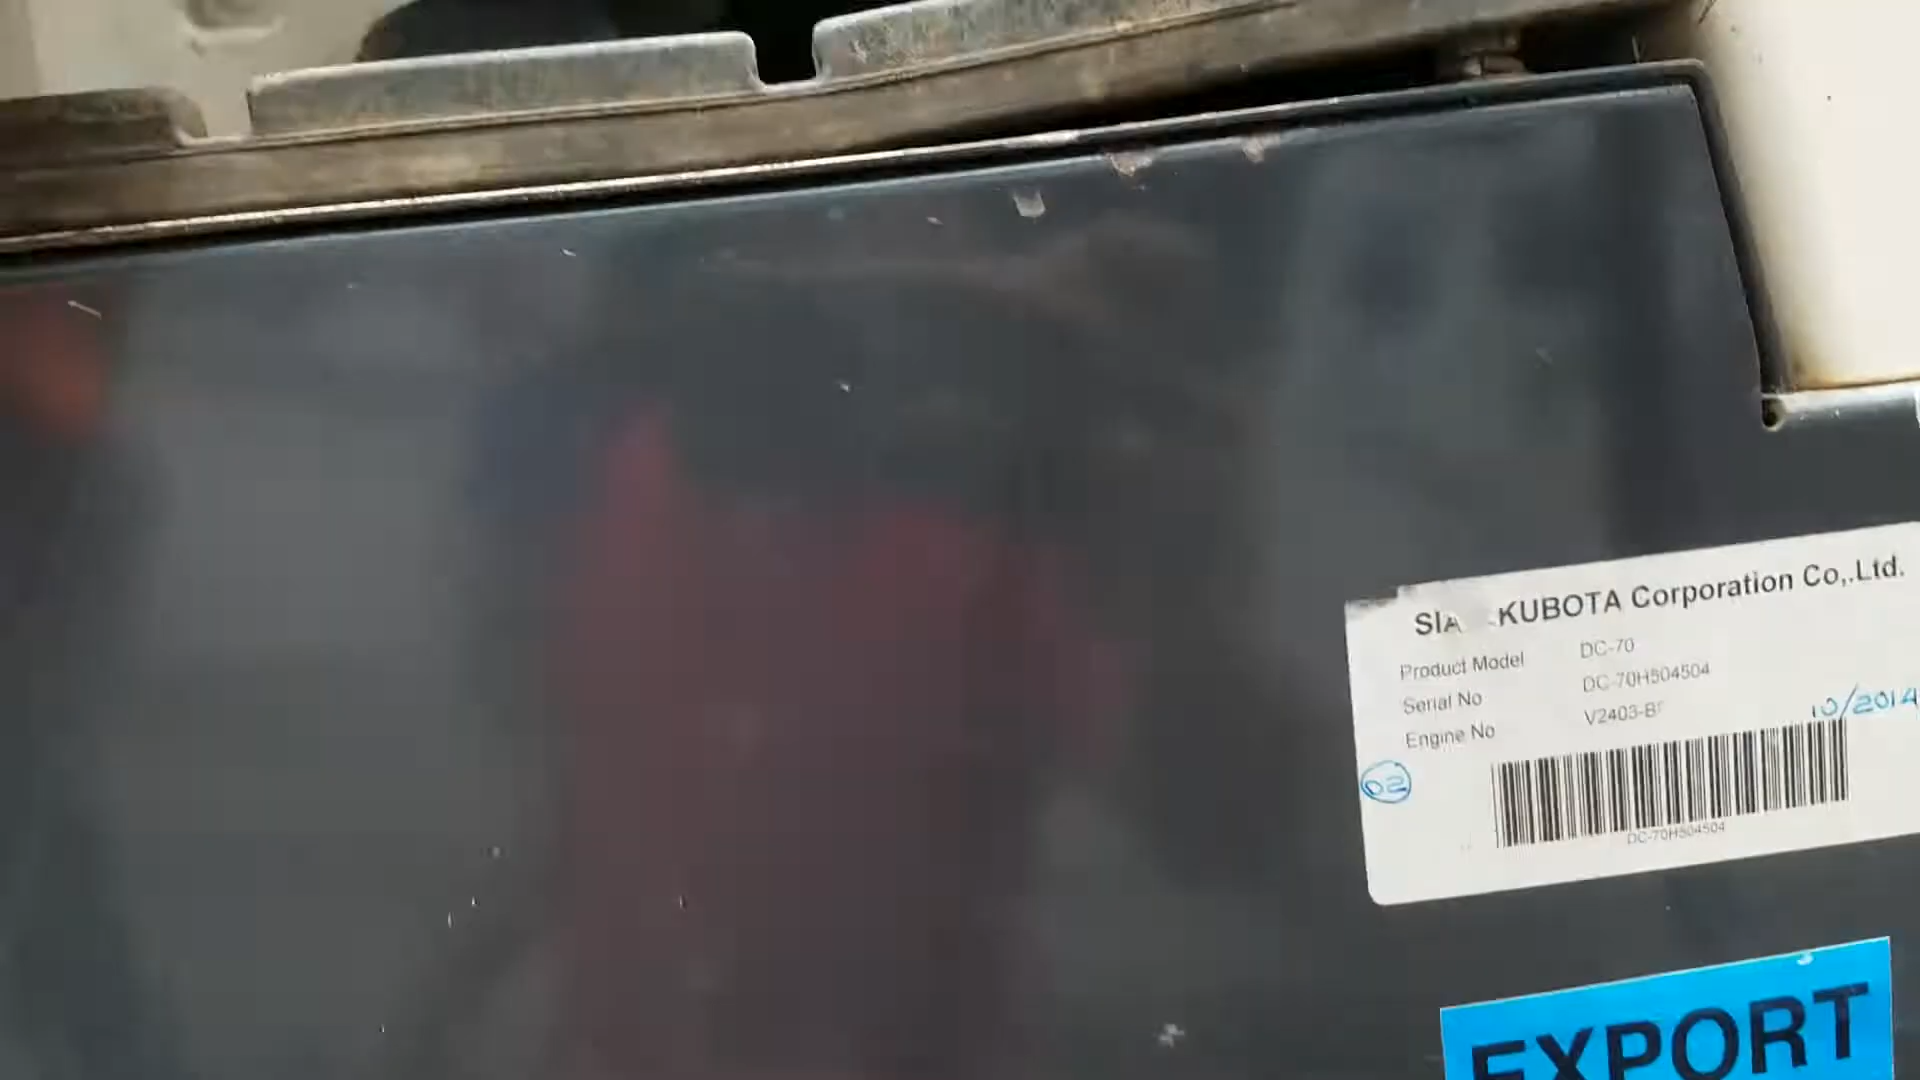 SIA KUBOTA Corporation Co,.Ltd.
Product Model DC-70
Serial No DC-70H504504
Engine No V2403-B
10/2014
02
DC-70H504504
EXPORT